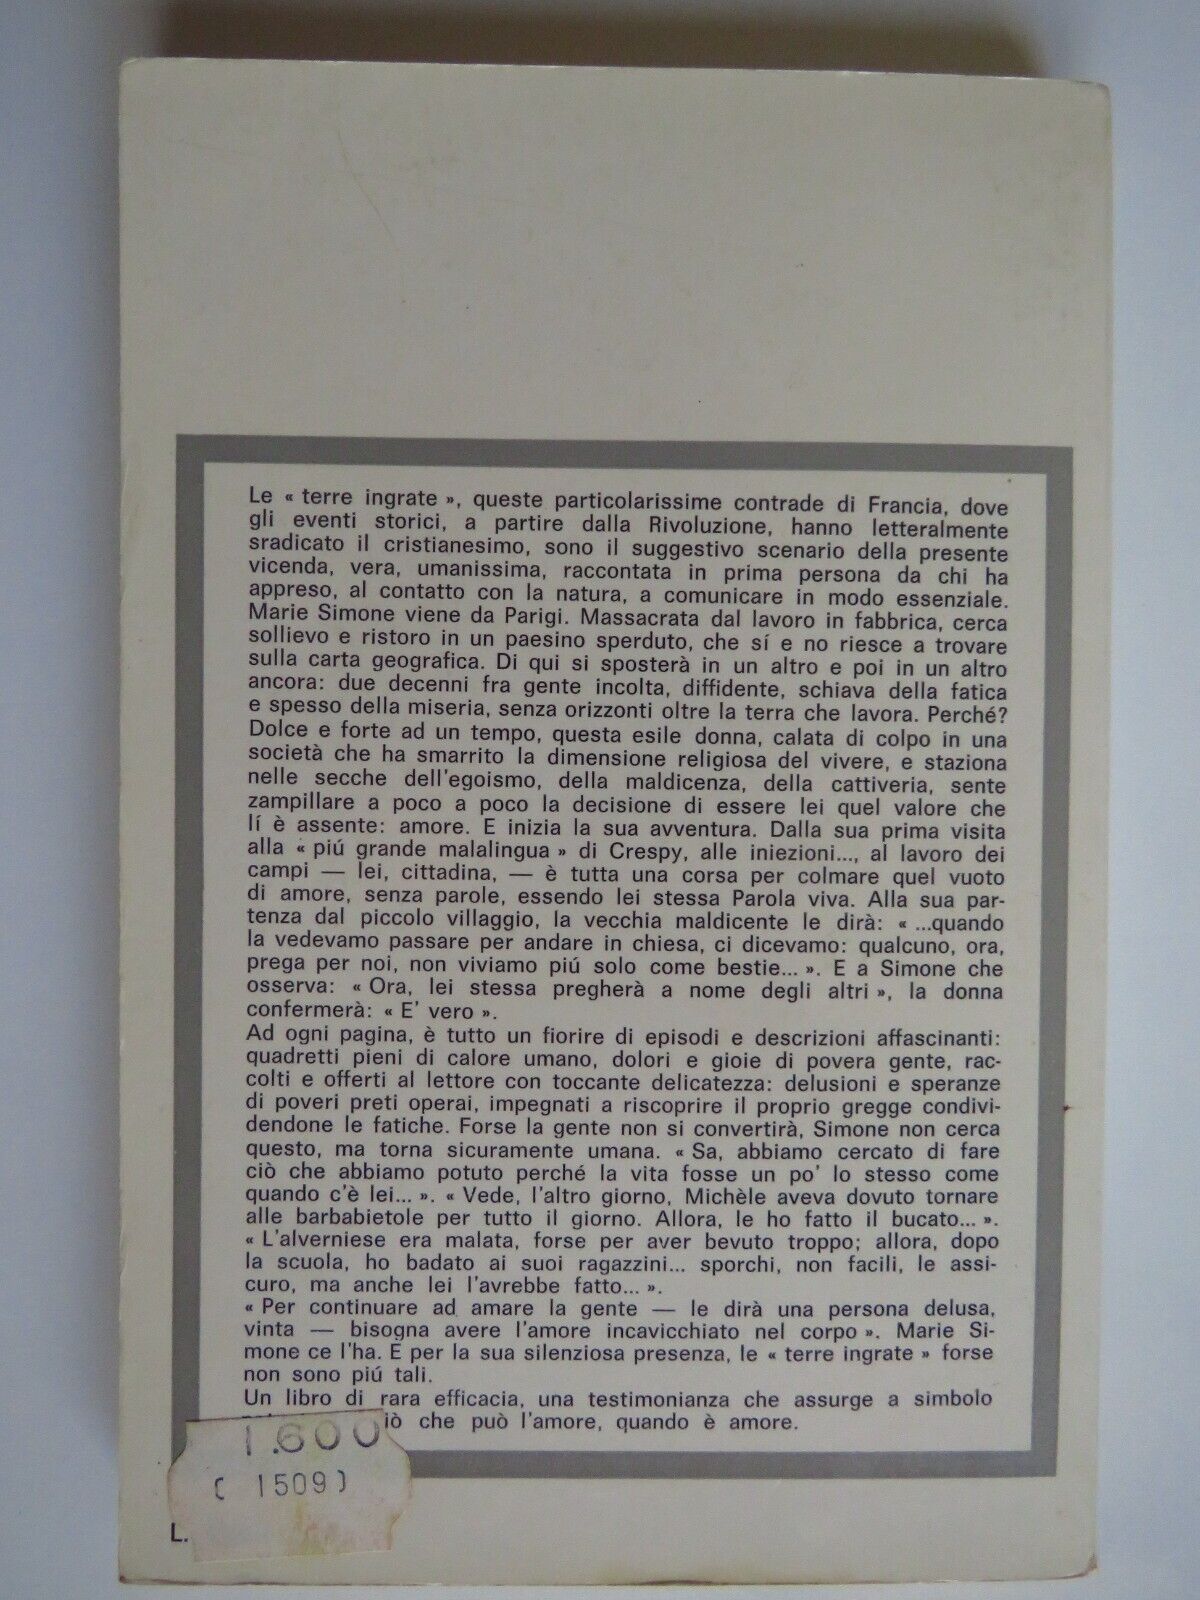 Le « terre ingrate », queste particolarissime contrade di Francia, dove
gli eventi storici, a partire dalla Rivoluzione, hanno letteralmente
sradicato il cristianesimo, sono il suggestivo scenario della presente
vicenda, vera, umanissima, raccontata in prima persona da chi ha
appreso, al contatto con la natura, a comunicare in modo essenziale.
Marie Simone viene da Parigi. Massacrata dal lavoro in fabbrica, cerca
sollievo e ristoro in un paesino sperduto, che sí e no riesce a trovare
sulla carta geografica. Di qui si sposterà in un altro e poi in un altro
ancora: due decenni fra gente incolta, diffidente, schiava della fatica
e spesso della miseria, senza orizzonti oltre la terra che lavora. Perché?
Dolce e forte ad un tempo, questa esile donna, calata di colpo in una
società che ha smarrito la dimensione religiosa del vivere, e staziona
nelle secche dell'egoismo, della maldicenza, della cattiveria, sente
zampillare a poco a poco la decisione di essere lei quel valore che
lí è assente: amore. E inizia la sua avventura. Dalla sua prima visita
alla « piú grande malalingua » di Crespy, alle iniezioni..., al lavoro dei
campi — lei, cittadina, — è tutta una corsa per colmare quel vuoto
di amore, senza parole, essendo lei stessa Parola viva. Alla sua par-
tenza dal piccolo villaggio, la vecchia maldicente le dirà: « ...quando
la vedevamo passare per andare in chiesa, ci dicevamo: qualcuno, ora,
prega per noi, non viviamo piú solo come bestie... ». E a Simone che
osserva: « Ora, lei stessa pregherà a nome degli altri », la donna
confermerà: « E' vero ».
Ad ogni pagina, è tutto un fiorire di episodi e descrizioni affascinanti:
quadretti pieni di calore umano, dolori e gioie di povera gente, rac-
colti e offerti al lettore con toccante delicatezza: delusioni e speranze
di poveri preti operai, impegnati a riscoprire il proprio gregge condivi-
dendone le fatiche. Forse la gente non si convertirà, Simone non cerca
questo, ma torna sicuramente umana. « Sa, abbiamo cercato di fare
ciò che abbiamo potuto perché la vita fosse un po' lo stesso come
quando c'è lei... ». « Vede, l'altro giorno, Michèle aveva dovuto tornare
alle barbabietole per tutto il giorno. Allora, le ho fatto il bucato... ».
« L'alverniese era malata, forse per aver bevuto troppo; allora, dopo
la scuola, ho badato ai suoi ragazzini... sporchi, non facili, le assi-
curo, ma anche lei l'avrebbe fatto... ».
« Per continuare ad amare la gente — le dirà una persona delusa,
vinta — bisogna avere l'amore incavicchiato nel corpo ». Marie Si-
mone ce l'ha. E per la sua silenziosa presenza, le « terre ingrate » forse
non sono piú tali.
Un libro di rara efficacia, una testimonianza che assurge a simbolo
iò che può l'amore, quando è amore.
1.600
( 1509 )
L.